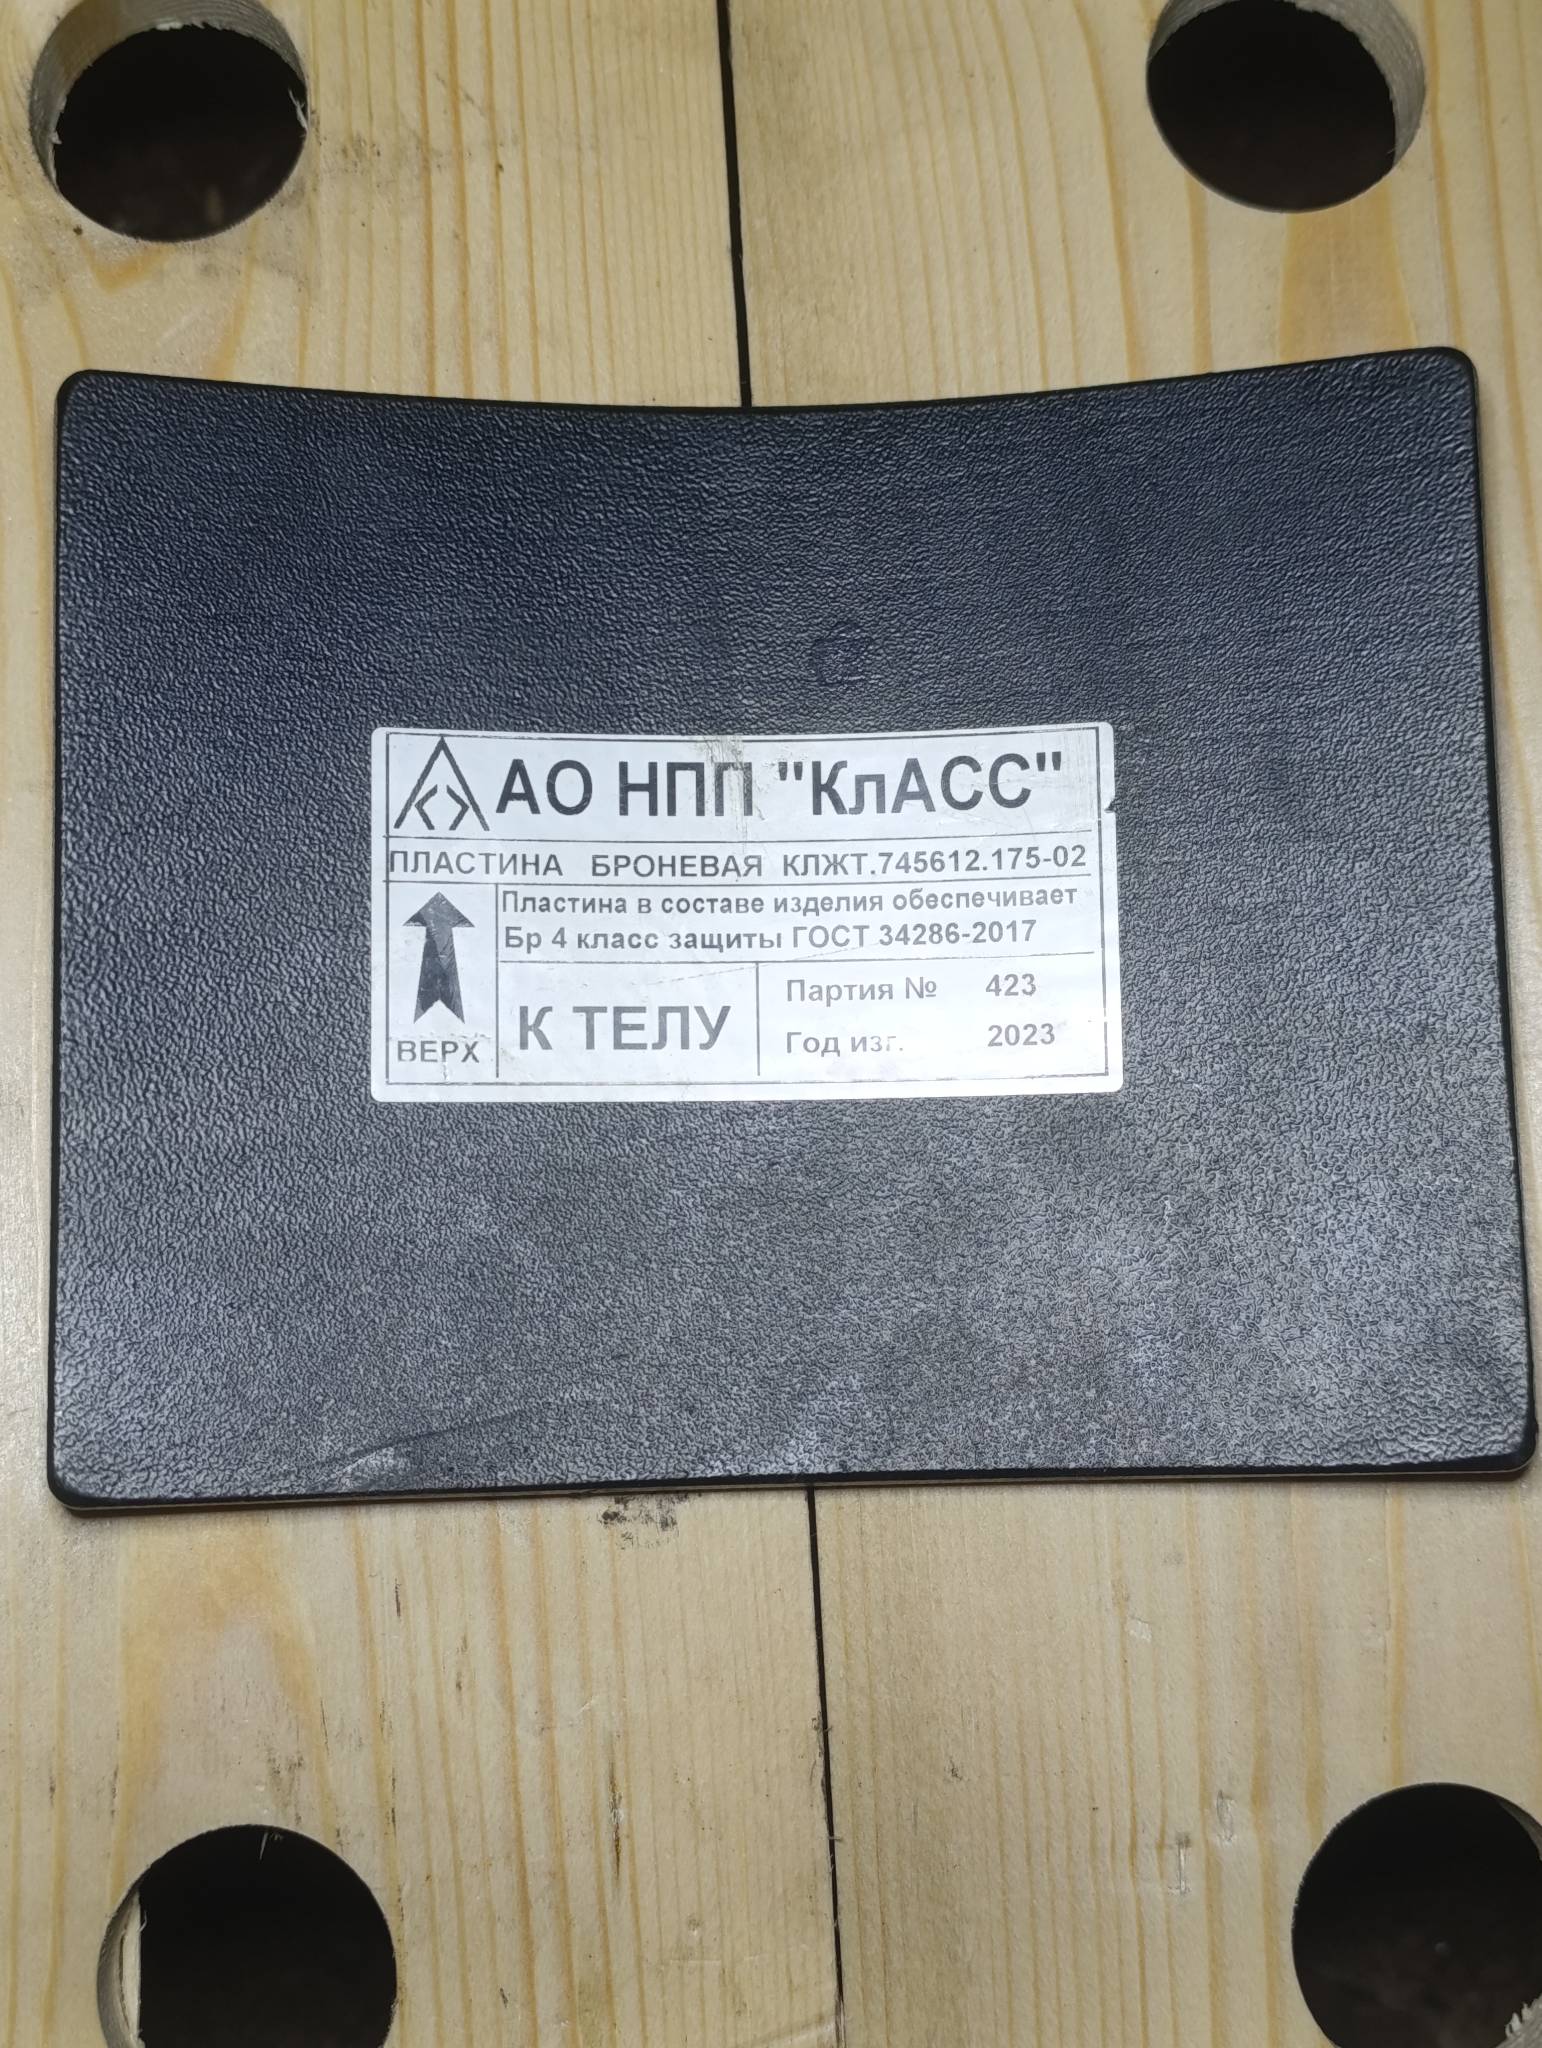 АО НПП "КлАСС"
ПЛАСТИНА БРОНЕВАЯ КЛЖТ.745612.175-02
Пластина в составе изделия обеспечивает
Бр 4 класс защиты ГОСТ 34286-2017
ВЕРХ
К ТЕЛУ
Партия № 423
Год изг. 2023